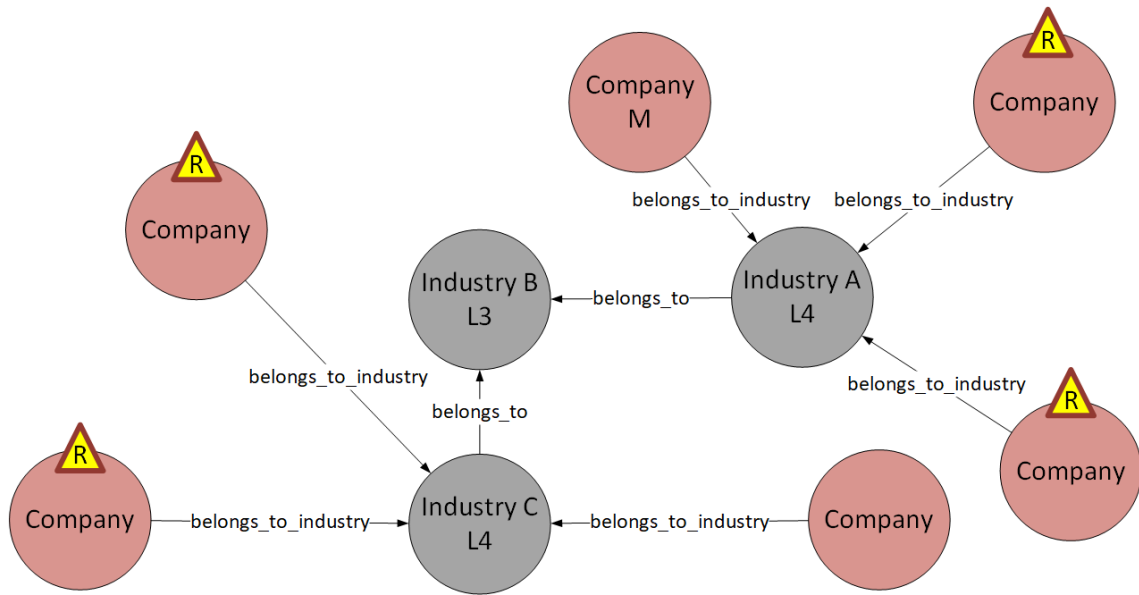 R
Company
M
R
Company
Company
belongs_to_industry
belongs_to_industry
Industry B
L3
belongs_to
Industry A
L4
belongs_to_industry
belongs_to_industry
belongs_to
R
R
Company
Company
Industry C
L4
belongs_to_industry
belongs_to_industry
Company